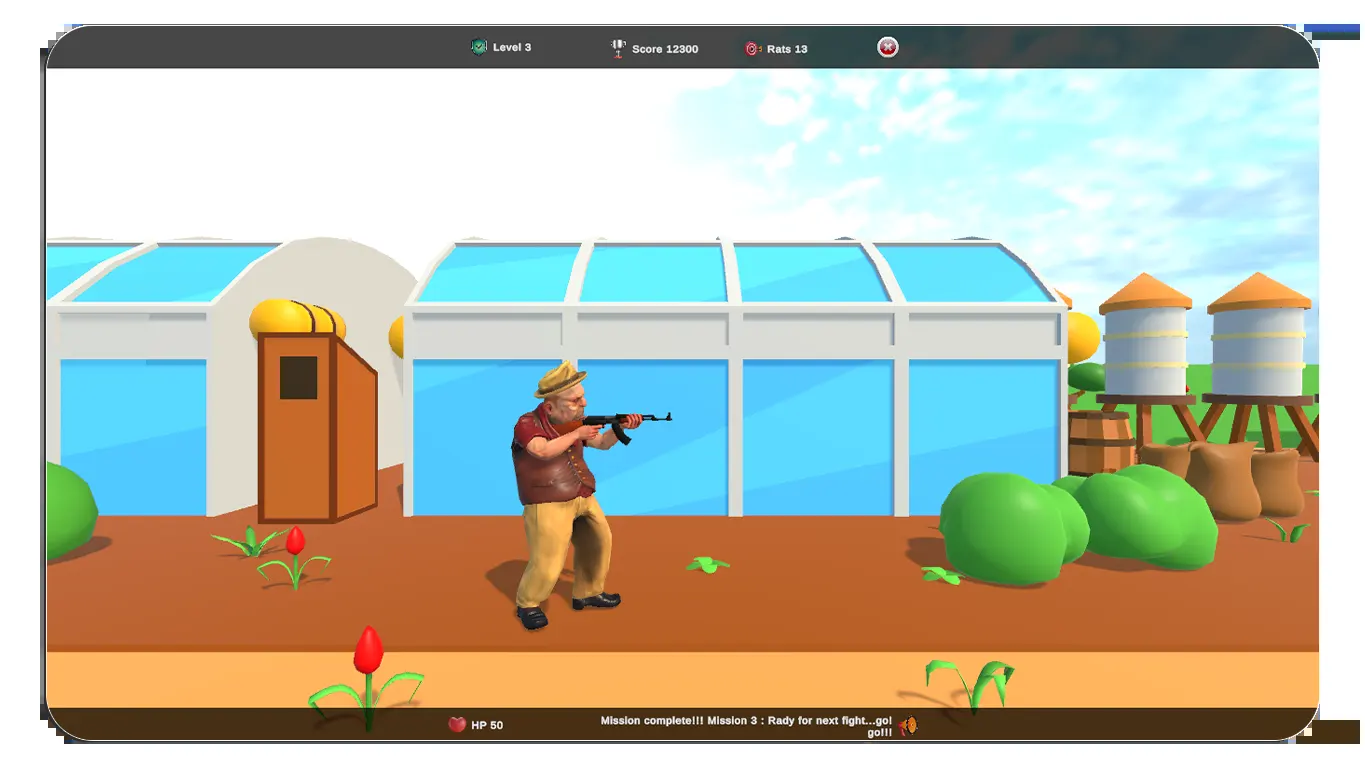 Level 3
Score 12300
Rats 13
HP 50
Mission complete!!! Mission 3 : Rady for next fight...go!
go!!!